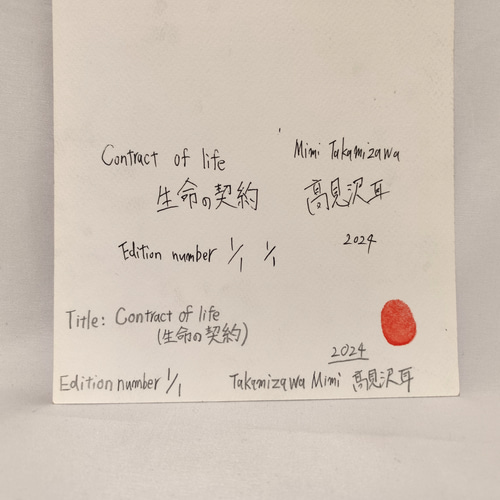 Contract of life Mimi Takamizawa
生命の契約 髙見沢耳
Edition number 1/1 1/1 2024
Title: Contract of life
(生命の契約)
2024
Edition number 1/1 Takamizawa Mimi 髙見沢耳